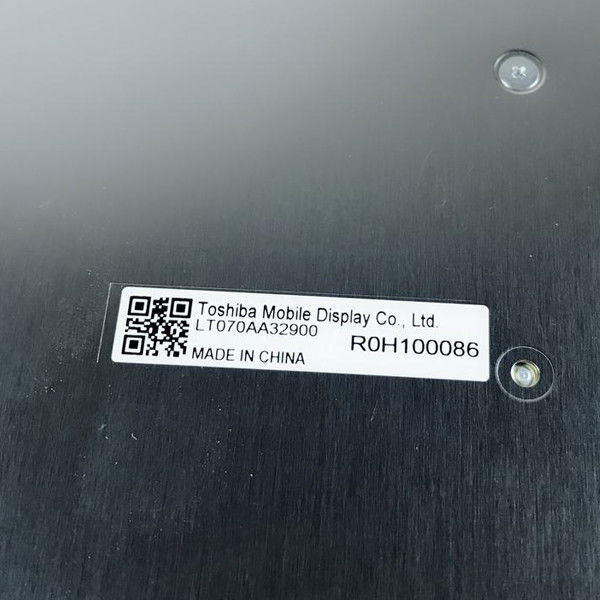 Toshiba Mobile Display Co., Ltd.
LT070AA32900
R0H100086
MADE IN CHINA